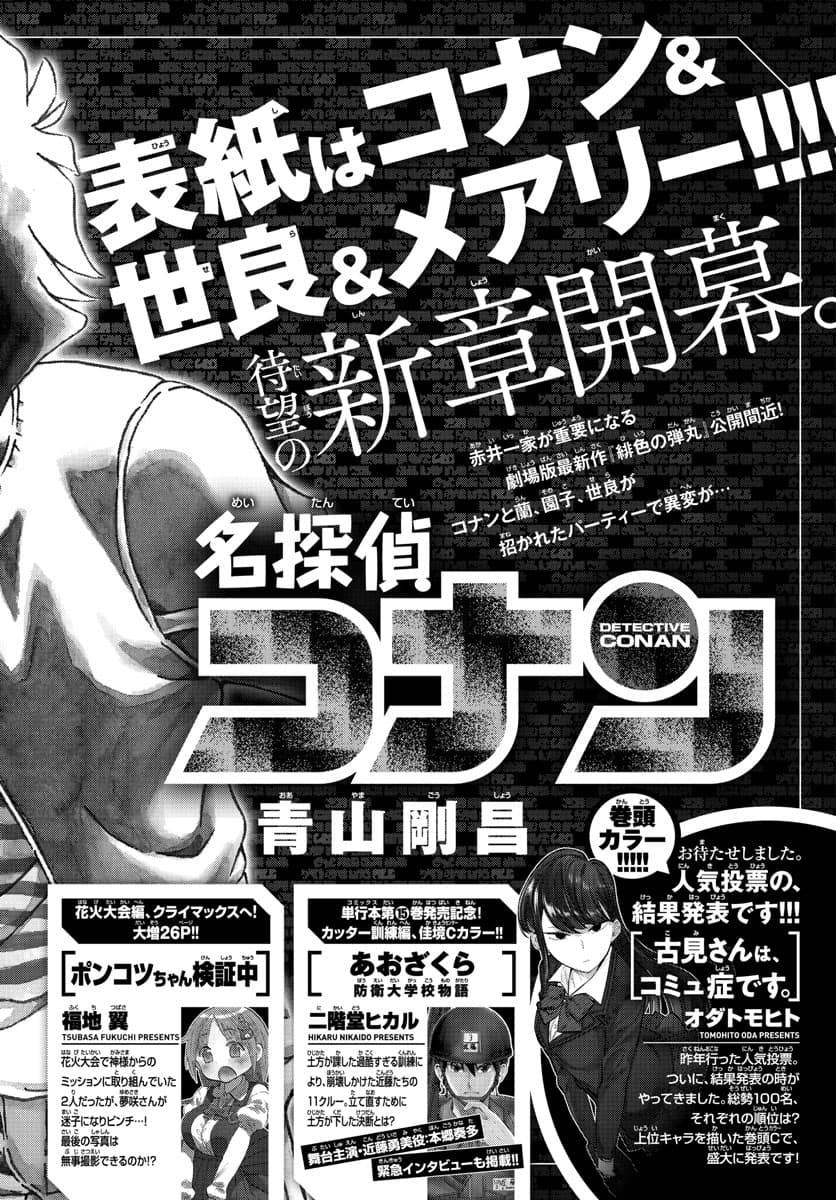 表紙はコナン&
世良&メアリー!!!!
待望の新章開幕。
赤井一家が重要になる
劇場版最新作『緋色の弾丸』公開間近!
コナンと蘭、園子、世良が
招かれたパーティーで異変が…
名探偵
コナン
DETECTIVE
CONAN
青山剛昌
巻頭
カラー
!!!!!
お待たせしました。
人気投票の、
結果発表です!!!
古見さんは、
コミュ症です。
オダトモヒト
TOMOHITO ODA PRESENTS
昨年行った人気投票。
ついに、結果発表の時が
やってきました。総勢100名、
それぞれの順位は?
上位キャラを描いた巻頭Cで、
盛大に発表です!
単行本第⑮巻発売記念!
カッター訓練編、佳境Cカラー!!
あおざくら
防衛大学校物語
二階堂ヒカル
HIKARU NIKAIDO PRESENTS
土方が課した過酷すぎる訓練に
より、崩壊しかけた近藤たちの
11クルー。立て直すために
土方が下した決断とは?
舞台主演・近藤勇美役・本郷奏多
緊急インタビューも掲載!!
花火大会編、クライマックスへ!
大増26P!!
ポンコツちゃん検証中
福地 翼
TSUBASA FUKUCHI PRESENTS
花火大会で神様からの
ミッションに取り組んでいた
2人だったが、夢咲さんが
迷子になりピンチ…!
最後の写真は
無事撮影できるのか!?